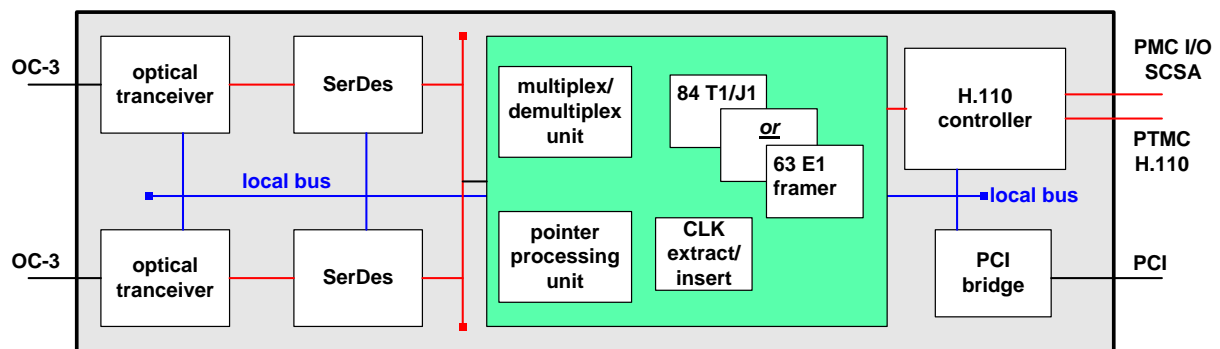 OC-3
optical
tranceiver
SerDes
multiplex/
demultiplex
unit
84 T1/J1
or
63 E1
framer
H.110
controller
PMC I/O
SCSA
PTMC
H.110
local bus
local bus
OC-3
optical
tranceiver
SerDes
pointer
processing
unit
CLK
extract/
insert
PCI
bridge
PCI